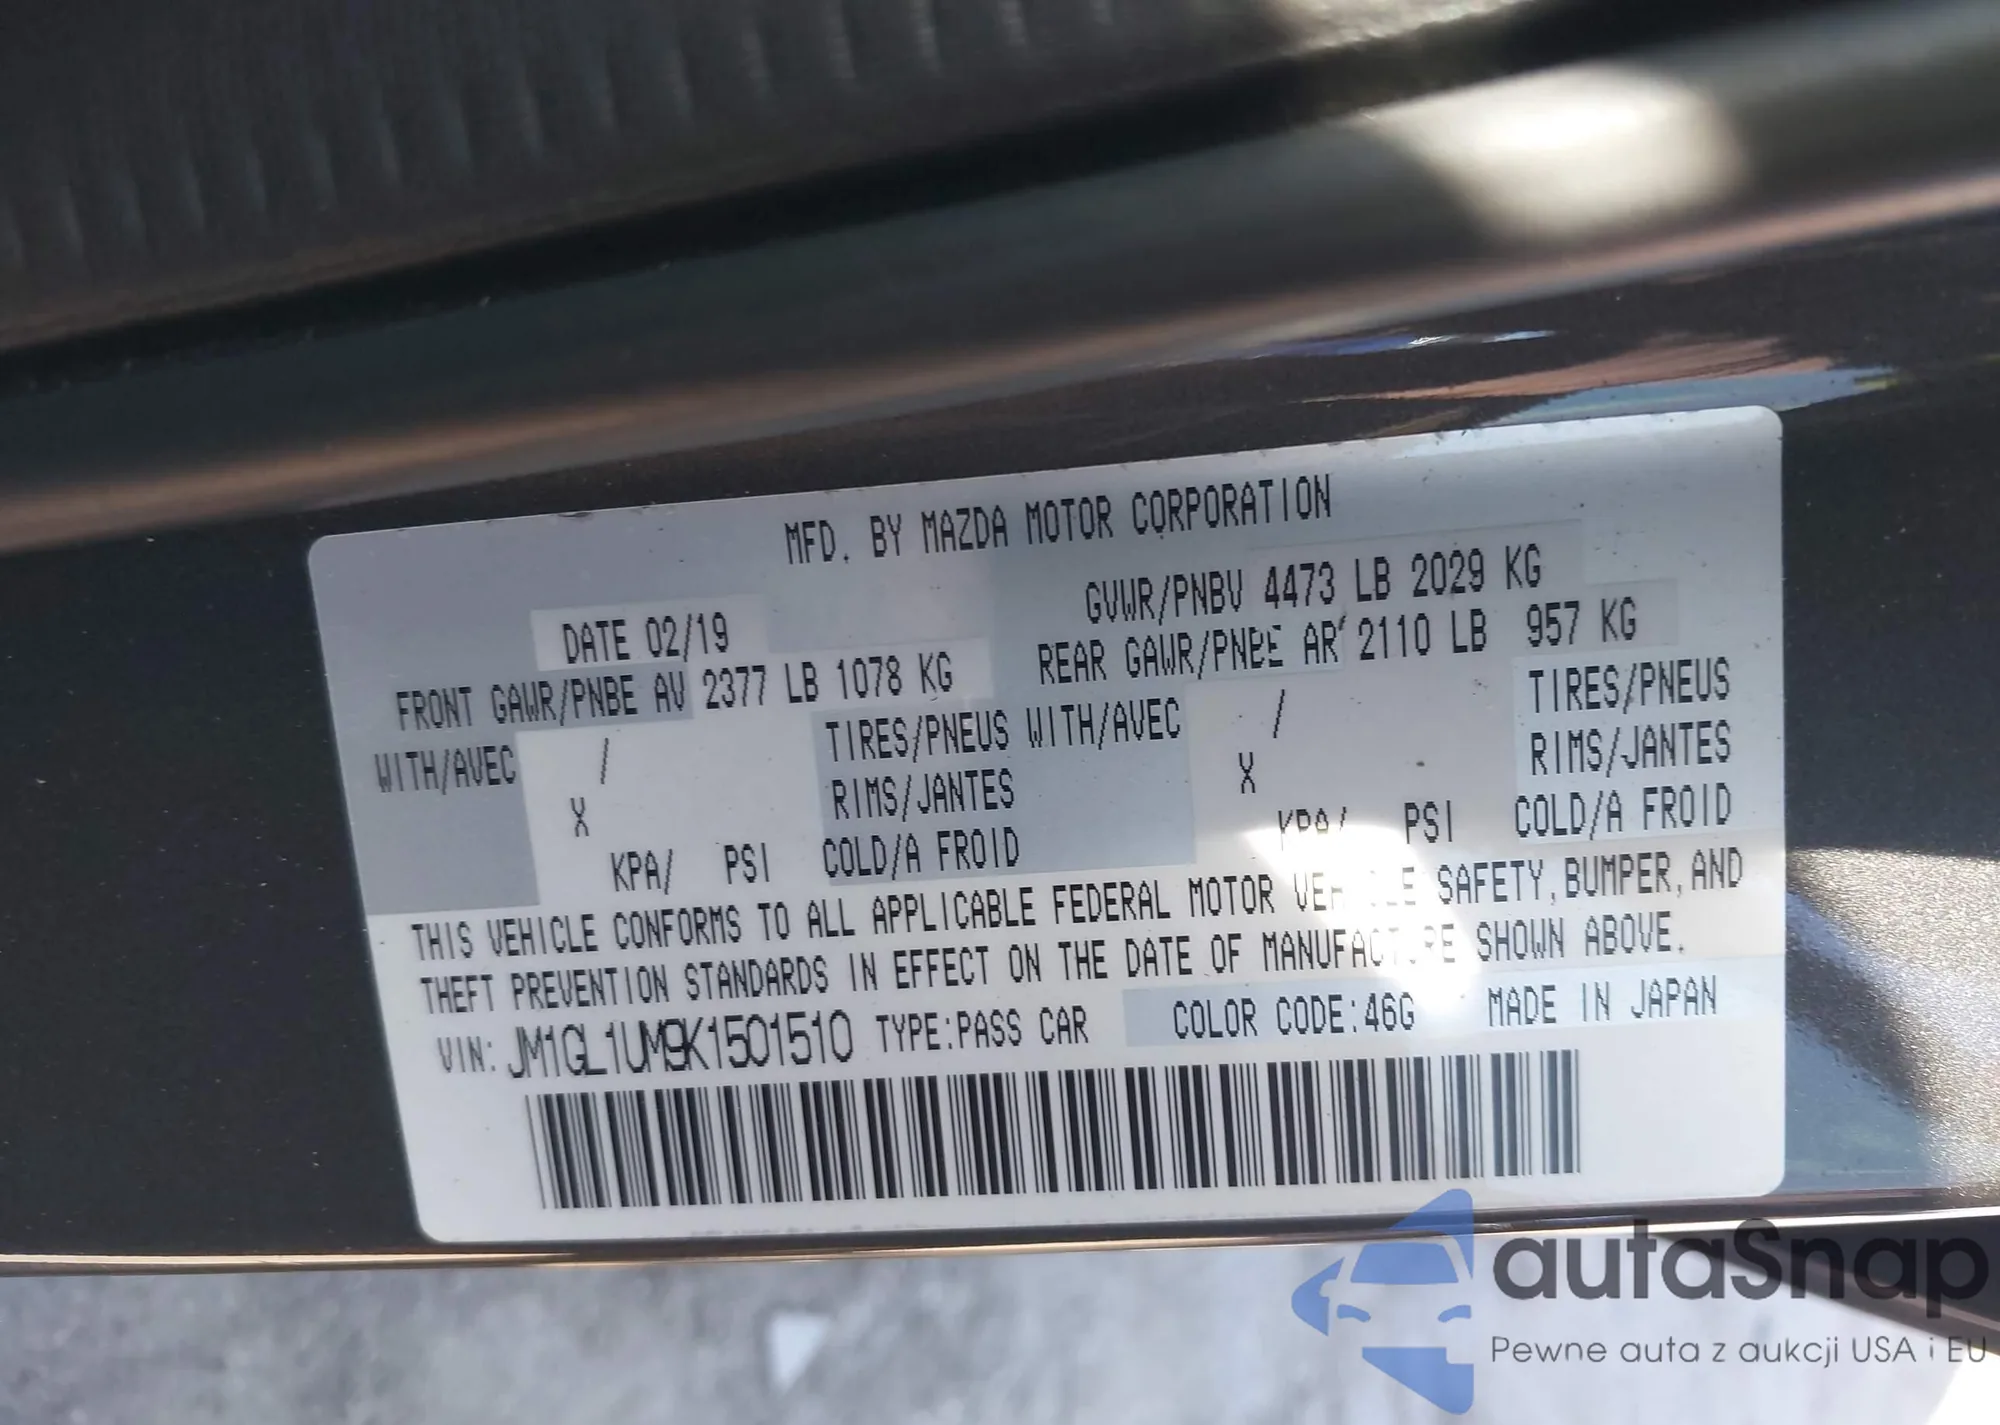 MFD. BY MAZDA MOTOR CORPORATION
DATE 02/19 GVWR/PNBV 4473 LB 2029 KG
FRONT GAWR/PNBE AV 2377 LB 1078 KG REAR GAWR/PNBE AR 2110 LB 957 KG
WITH/AVEC / TIRES/PNEUS WITH/AVEC / TIRES/PNEUS
X RIMS/JANTES X RIMS/JANTES
KPA/ PSI COLD/A FROID KPA/ PSI COLD/A FROID
THIS VEHICLE CONFORMS TO ALL APPLICABLE FEDERAL MOTOR VEHICLE SAFETY, BUMPER, AND
THEFT PREVENTION STANDARDS IN EFFECT ON THE DATE OF MANUFACTURE SHOWN ABOVE.
VIN: JM1GL1UM9K1501510 TYPE:PASS CAR COLOR CODE:46G MADE IN JAPAN
autaSnap
Pewne auta z aukcji USA i EU